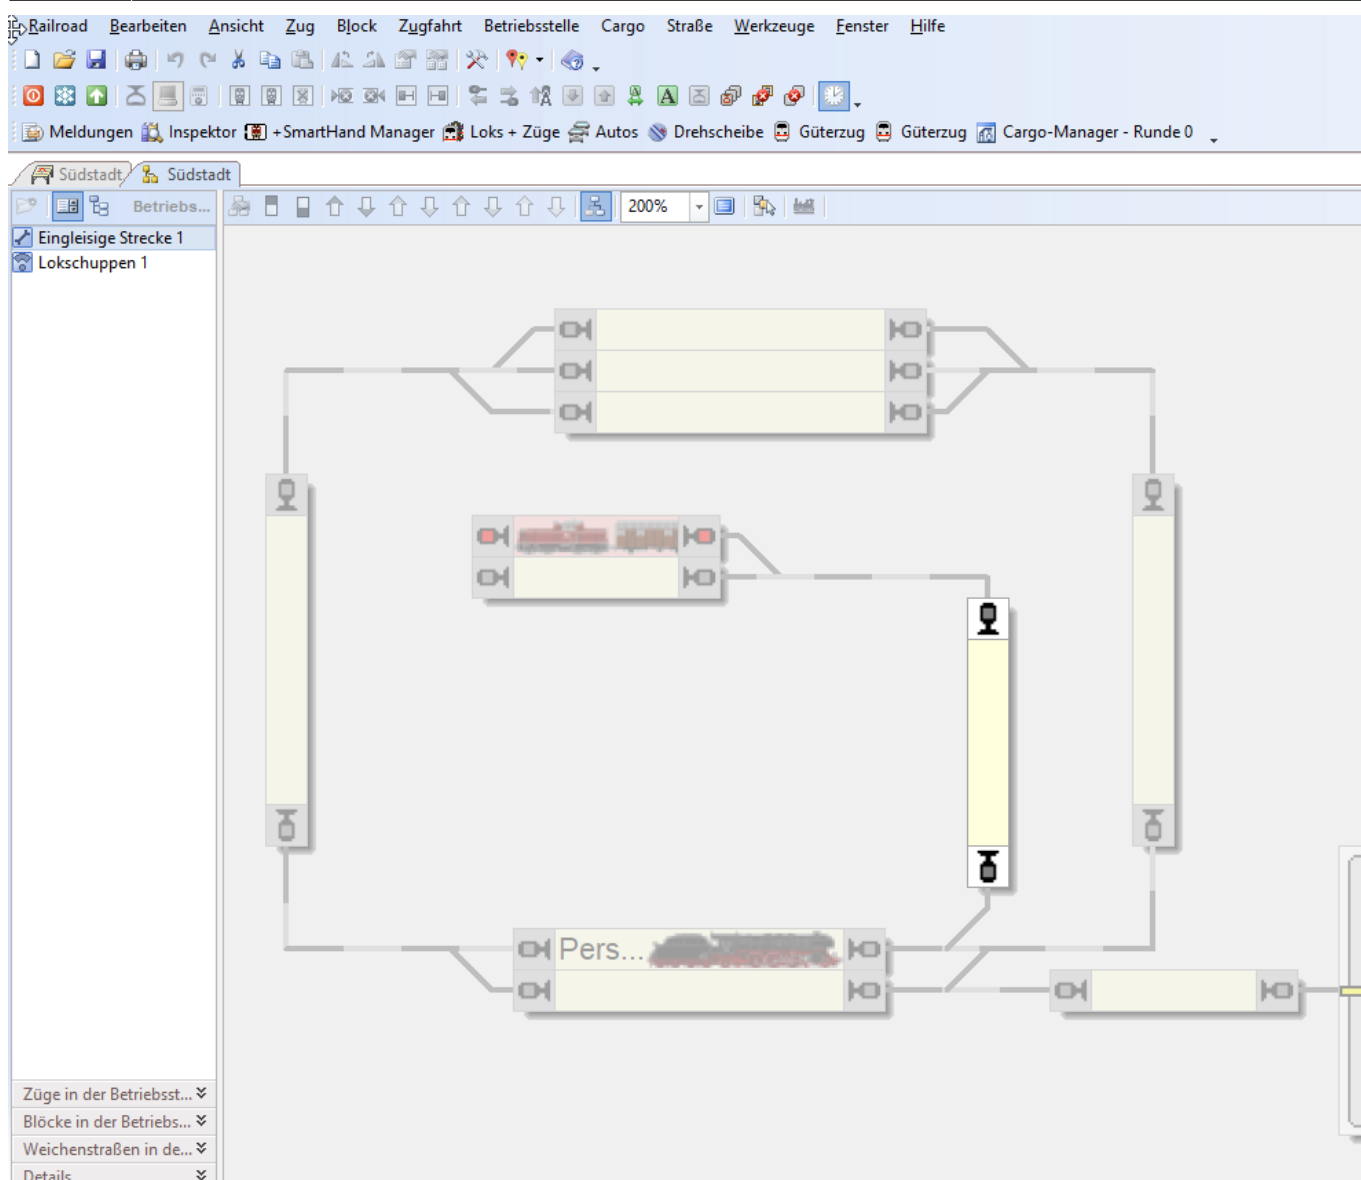 Railroad Bearbeiten Ansicht Zug Block Zugfahrt Betriebsstelle Cargo Straße Werkzeuge Fenster Hilfe
Meldungen Inspektor +SmartHand Manager Loks + Züge Autos Drehscheibe Güterzug Güterzug Cargo-Manager - Runde 0
Südstadt Südstadt
Betriebs... 200%
Eingleisige Strecke 1
Lokschuppen 1
Pers...
Züge in der Betriebsst...
Blöcke in der Betriebs...
Weichenstraßen in de...
Details